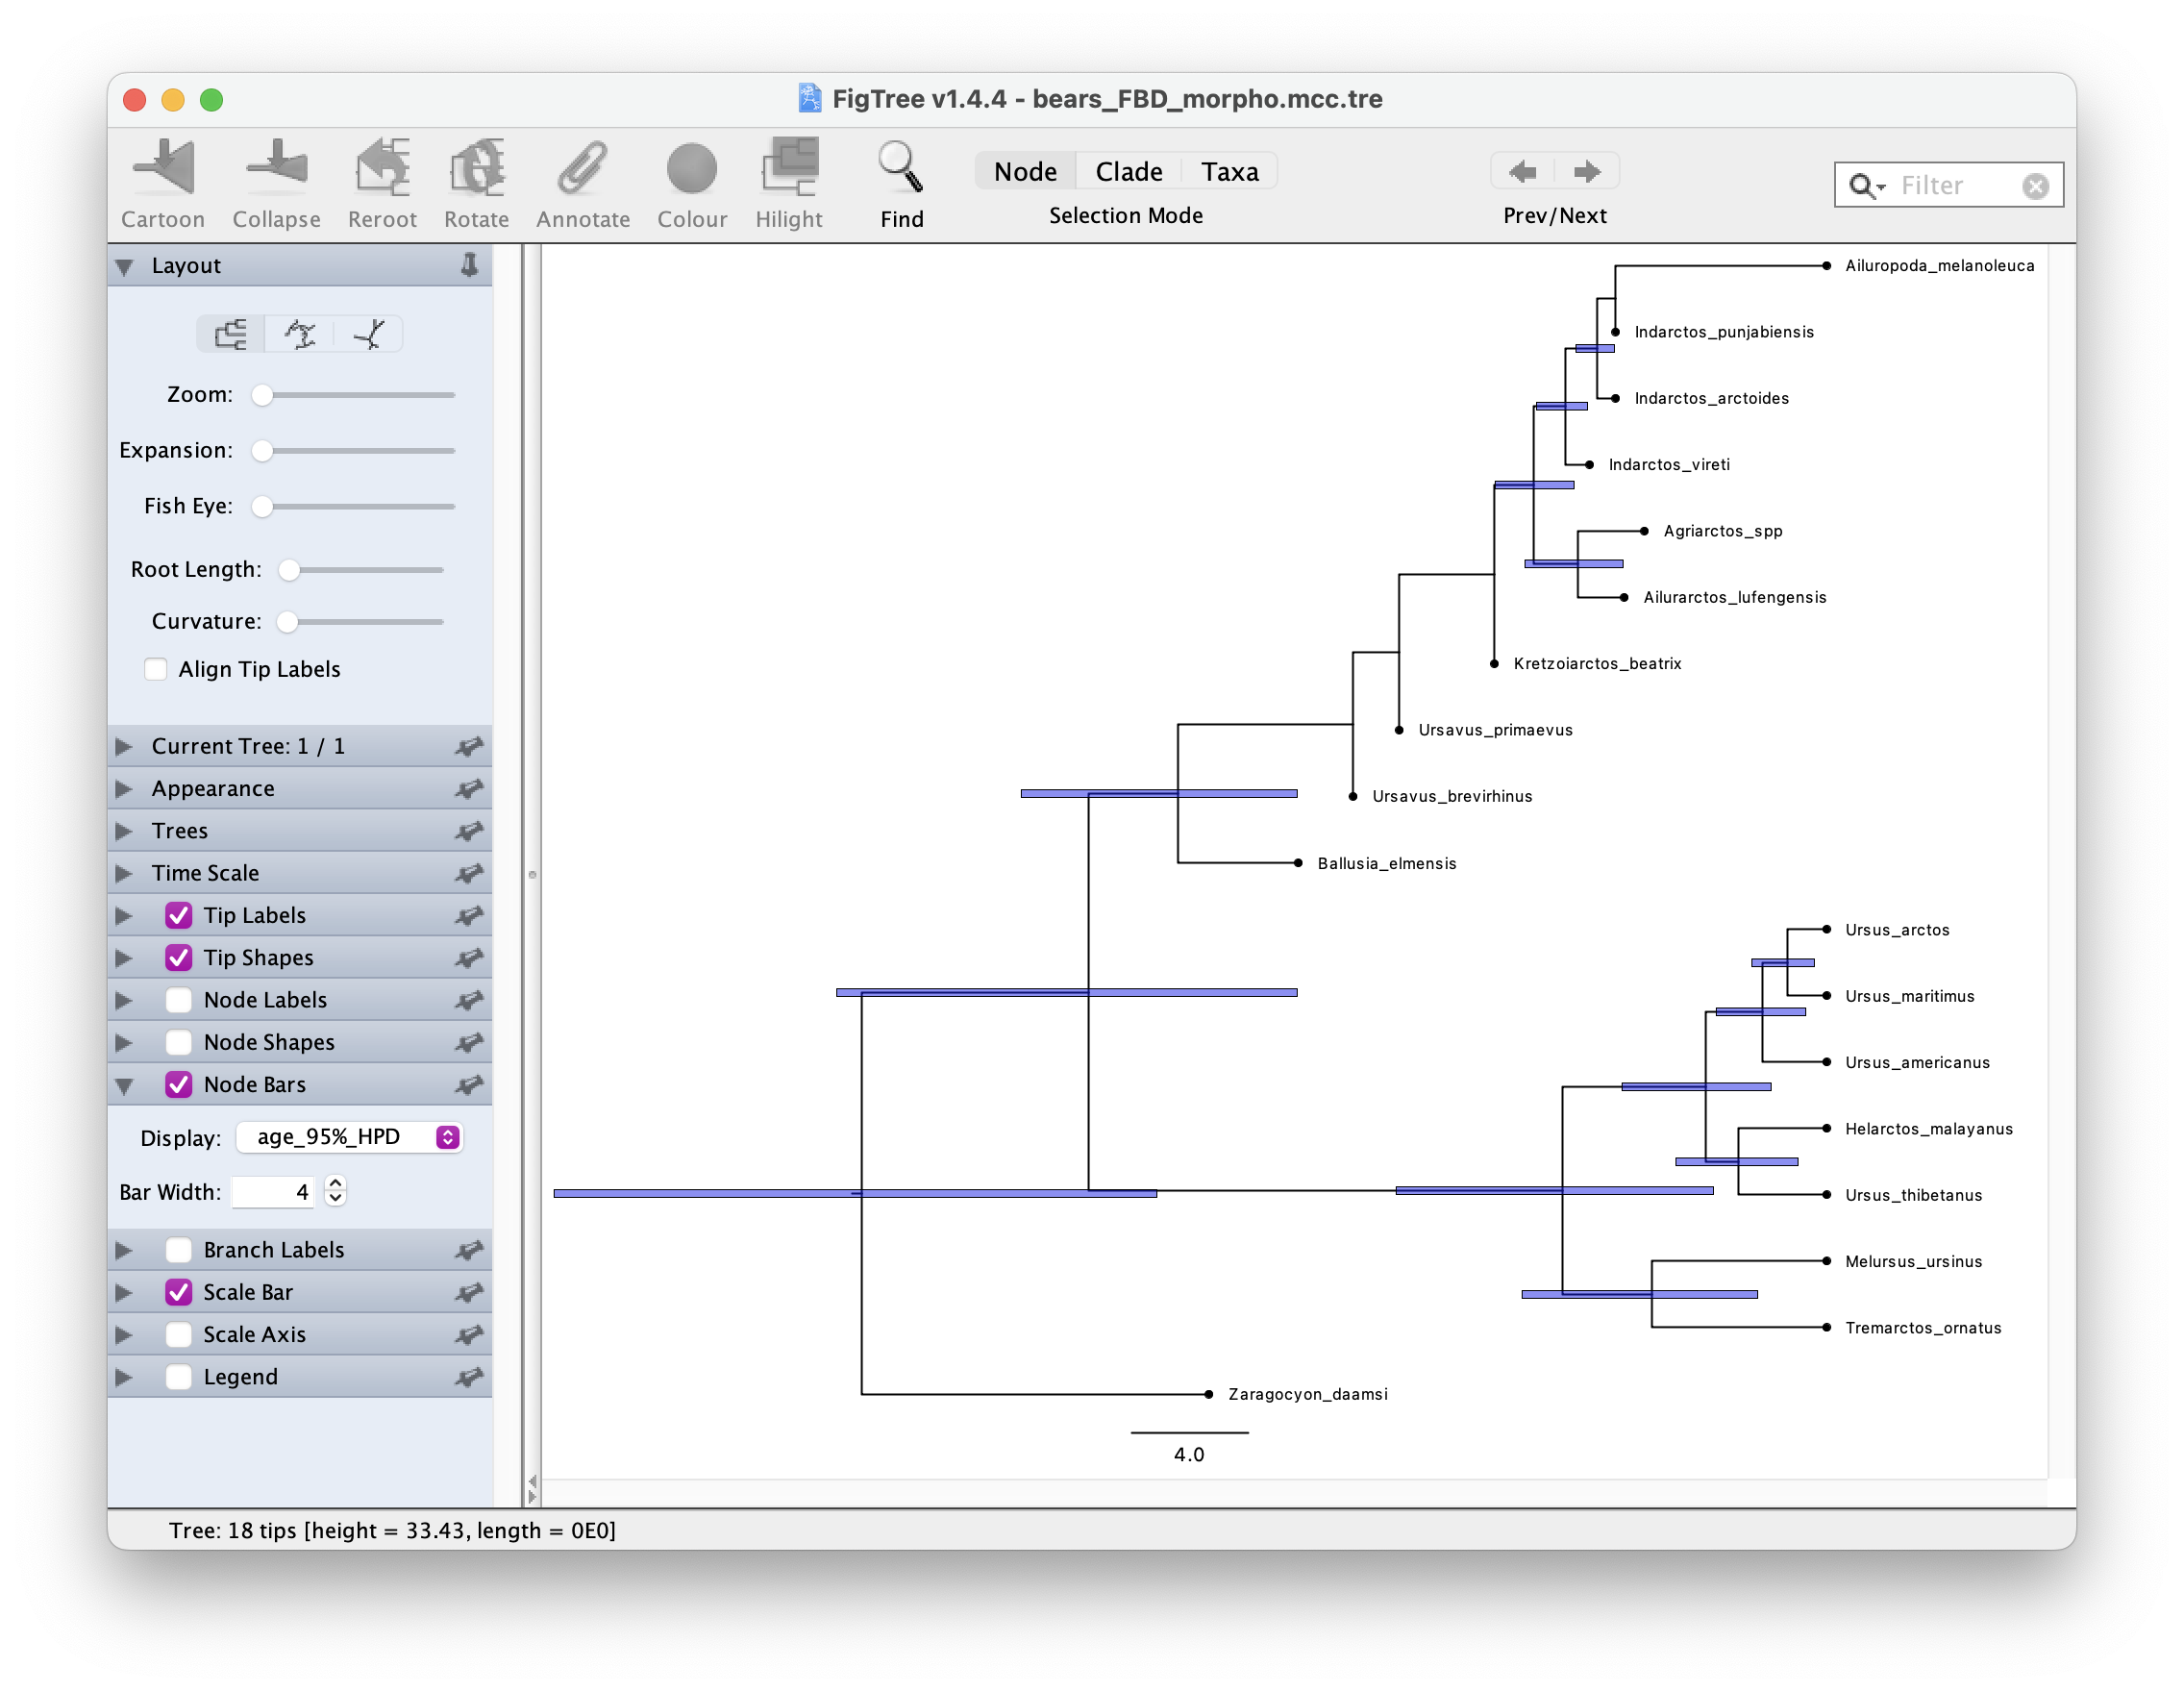 FigTree v1.4.4 - bears_FBD_morpho.mcc.tre
Cartoon Collapse Reroot Rotate Annotate Colour Hilight Find
Node Clade Taxa
Selection Mode
Prev/Next
Filter
Layout
Zoom:
Expansion:
Fish Eye:
Root Length:
Curvature:
Align Tip Labels
Current Tree: 1 / 1
Appearance
Trees
Time Scale
Tip Labels
Tip Shapes
Node Labels
Node Shapes
Node Bars
Display: age_95%_HPD
Bar Width: 4
Branch Labels
Scale Bar
Scale Axis
Legend
Ailuropoda_melanoleuca
Indarctos_punjabiensis
Indarctos_arctoides
Indarctos_vireti
Agriarctos_spp
Ailurarctos_lufengensis
Kretzoiarctos_beatrix
Ursavus_primaevus
Ursavus_brevirhinus
Ballusia_elmensis
Ursus_arctos
Ursus_maritimus
Ursus_americanus
Helarctos_malayanus
Ursus_thibetanus
Melursus_ursinus
Tremarctos_ornatus
Zaragocyon_daamsi
4.0
Tree: 18 tips [height = 33.43, length = 0E0]